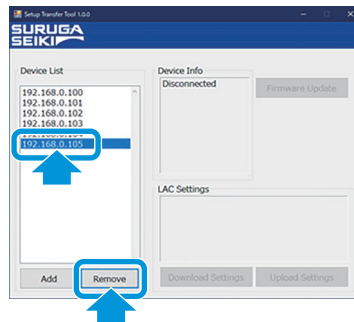 Setup Transfer Tool 1.0.0
SURUGA
SEIKI
Device List
192.168.0.100
192.168.0.101
192.168.0.102
192.168.0.103
192.168.0.105
Add
Remove
Device Info
Disconnected
Firmware Update
LAC Settings
Download Settings
Upload Settings